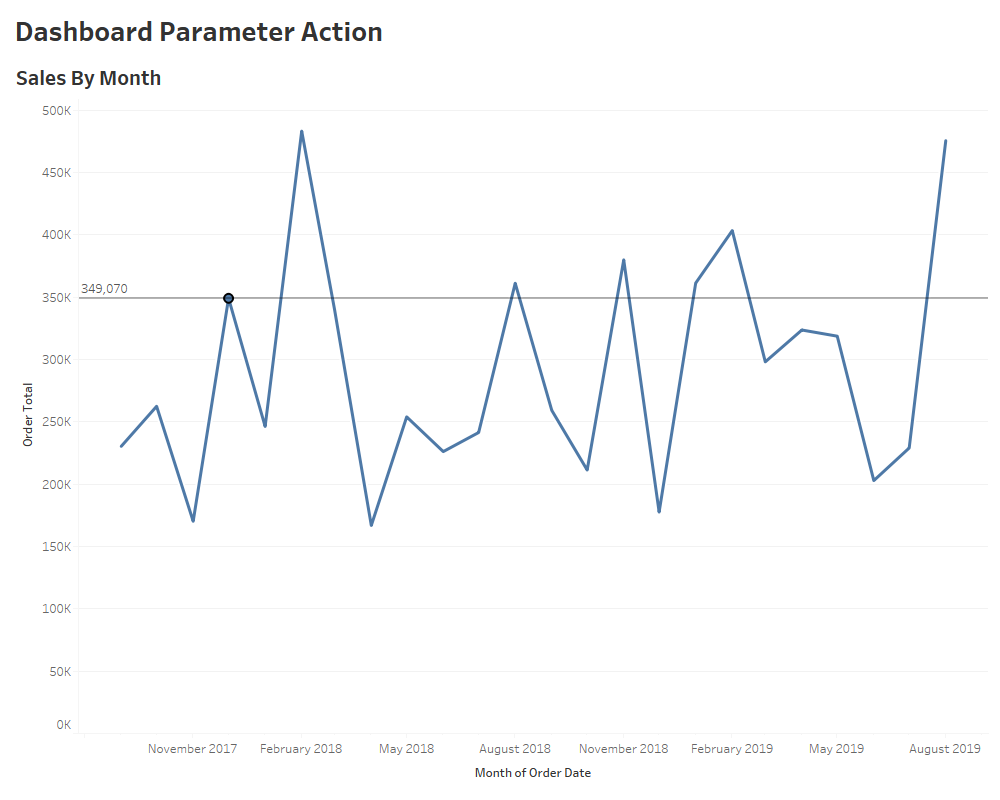 Dashboard Parameter Action
Sales By Month
500K
450K
400K
349,070
350K
300K
250K
200K
150K
100K
50K
0K
Order Total
November 2017 February 2018 May 2018 August 2018 November 2018 February 2019 May 2019 August 2019
Month of Order Date